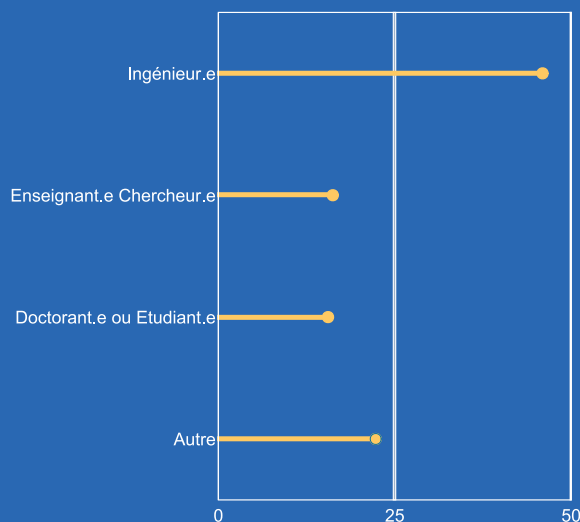 Ingénieur.e
Enseignant.e Chercheur.e
Doctorant.e ou Etudiant.e
Autre
0 25 50